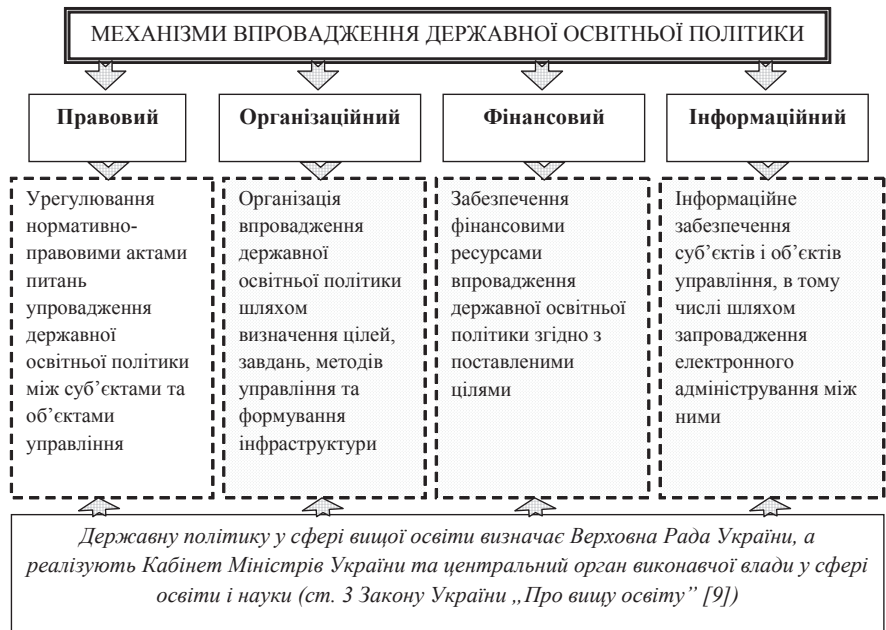 МЕХАНІЗМИ ВПРОВАДЖЕННЯ ДЕРЖАВНОЇ ОСВІТНЬОЇ ПОЛІТИКИ
Правовий
Організаційний
Фінансовий
Інформаційний
Урегулювання
нормативно-
правовими актами
питань
упровадження
державної
освітньої політики
між суб’єктами та
об’єктами
управління
Організація
впровадження
державної
освітньої політики
шляхом
визначення цілей,
завдань, методів
управління та
формування
інфраструктури
Забезпечення
фінансовими
ресурсами
впровадження
державної освітньої
політики згідно з
поставленими
цілями
Інформаційне
забезпечення
суб’єктів і об’єктів
управління, в тому
числі шляхом
запровадження
електронного
адміністрування між
ними
Державну політику у сфері вищої освіти визначає Верховна Рада України, а
реалізують Кабінет Міністрів України та центральний орган виконавчої влади у сфері
освіти і науки (ст. 3 Закону України „Про вищу освіту” [9])